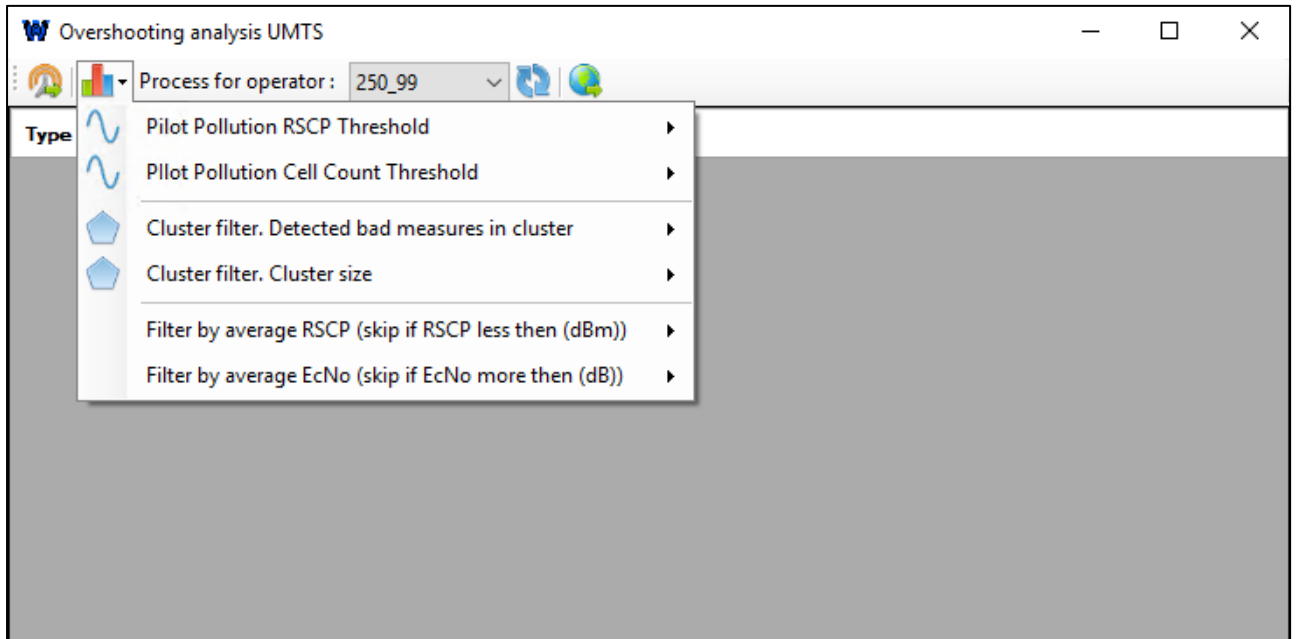 Overshooting analysis UMTS
Process for operator : 250_99
Type
Pilot Pollution RSCP Threshold
PIlot Pollution Cell Count Threshold
Cluster filter. Detected bad measures in cluster
Cluster filter. Cluster size
Filter by average RSCP (skip if RSCP less then (dBm))
Filter by average EcNo (skip if EcNo more then (dB))